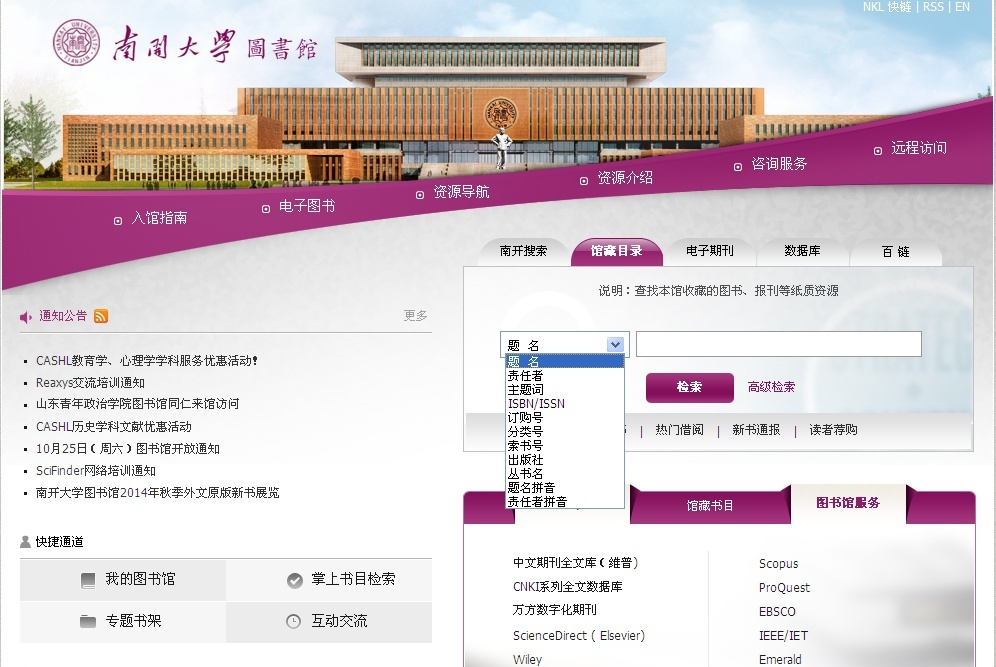 NKL 快链 | RSS | EN
南開大學 圖書館
远程访问
咨询服务
资源介绍
资源导航
电子图书
入馆指南
南开搜索 馆藏目录 电子期刊 数据库 百 链
说明：查找本馆收藏的图书、报刊等纸质资源
通知公告 更多
题 名
题 名
责任者
主题词
ISBN/ISSN
订购号
分类号
索书号
出版社
丛书名
题名拼音
责任者拼音
检索 高级检索
| 热门借阅 | 新书通报 | 读者荐购
CASHL教育学、心理学学科服务优惠活动!
Reaxys交流培训通知
山东青年政治学院图书馆同仁来馆访问
CASHL历史学科文献优惠活动
10月25日（周六）图书馆开放通知
SciFinder网络培训通知
南开大学图书馆2014年秋季外文原版新书展览
快捷通道
我的图书馆 掌上书目检索
专题书架 互动交流
馆藏书目 图书馆服务
中文期刊全文库（维普）
CNKI系列全文数据库
万方数字化期刊
ScienceDirect ( Elsevier)
Wiley
Scopus
ProQuest
EBSCO
IEEE/IET
Emerald